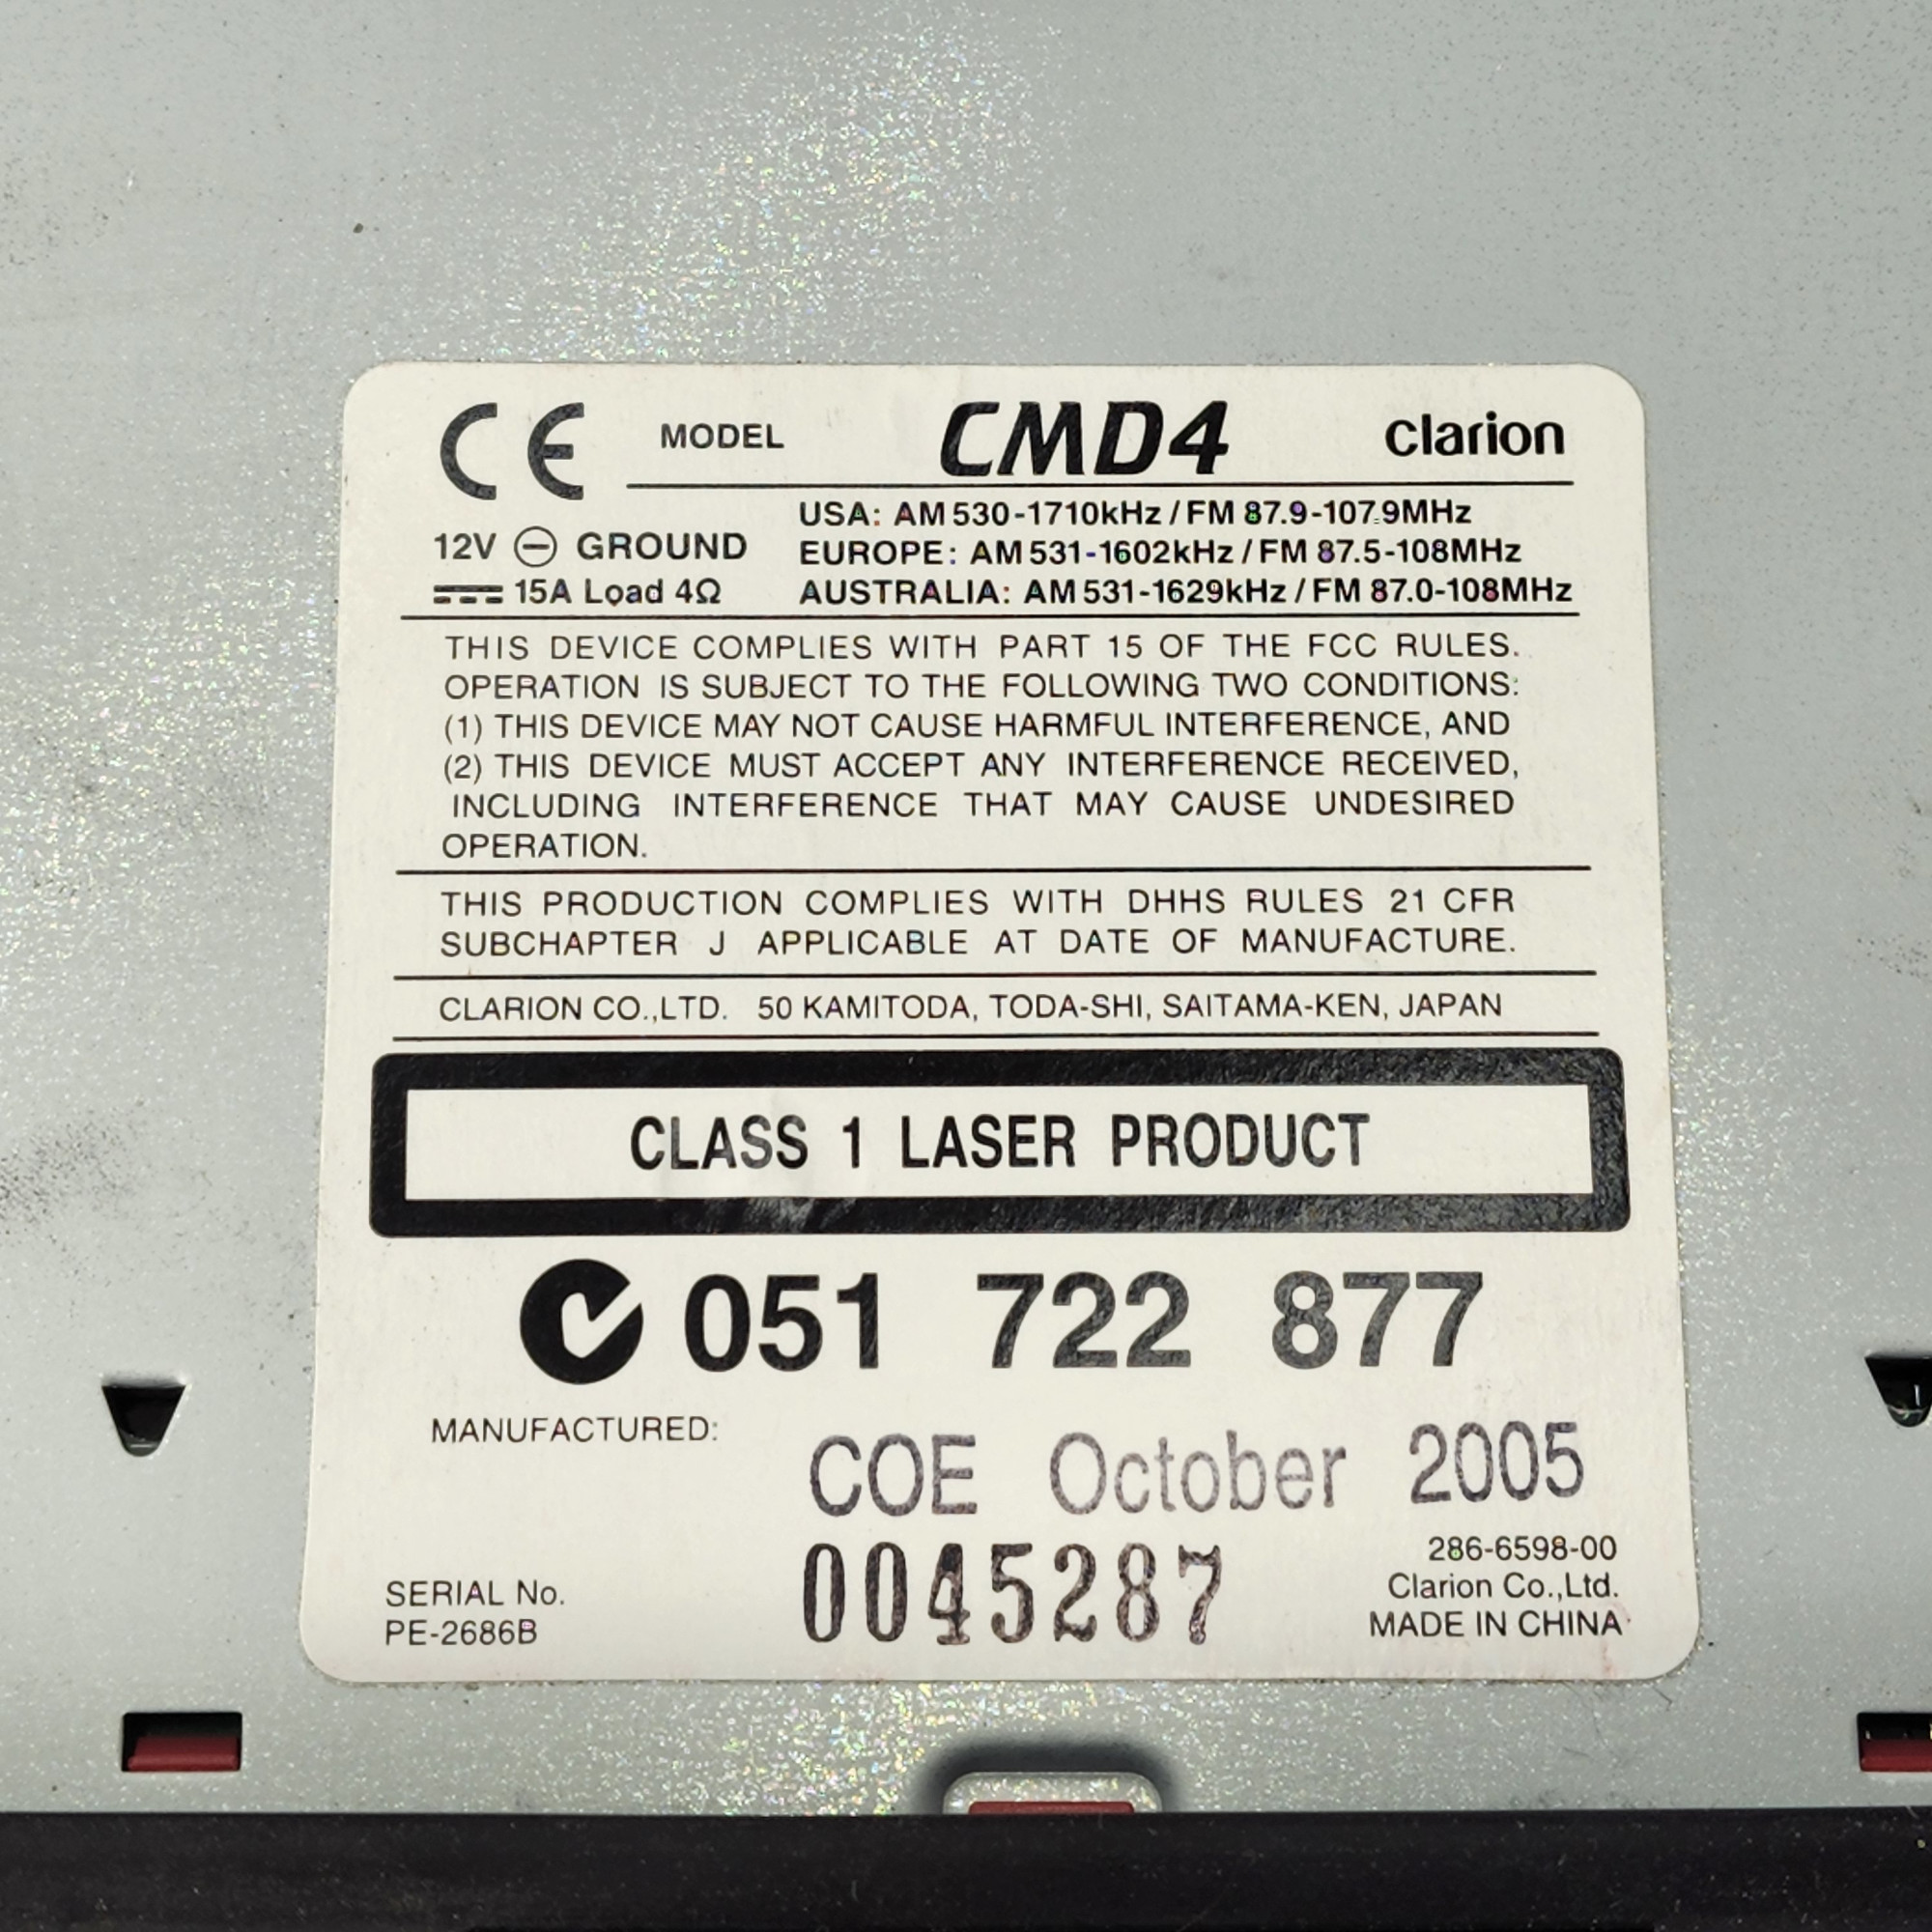 CE MODEL CMD4 clarion
12V ⊖ GROUND
15A Load 4Ω
USA: AM 530-1710kHz / FM 87.9-107.9MHz
EUROPE: AM 531-1602kHz / FM 87.5-108MHz
AUSTRALIA: AM 531-1629kHz / FM 87.0-108MHz
THIS DEVICE COMPLIES WITH PART 15 OF THE FCC RULES.
OPERATION IS SUBJECT TO THE FOLLOWING TWO CONDITIONS:
(1) THIS DEVICE MAY NOT CAUSE HARMFUL INTERFERENCE, AND
(2) THIS DEVICE MUST ACCEPT ANY INTERFERENCE RECEIVED,
INCLUDING INTERFERENCE THAT MAY CAUSE UNDESIRED
OPERATION.
THIS PRODUCTION COMPLIES WITH DHHS RULES 21 CFR
SUBCHAPTER J APPLICABLE AT DATE OF MANUFACTURE.
CLARION CO.,LTD. 50 KAMITODA, TODA-SHI, SAITAMA-KEN, JAPAN
CLASS 1 LASER PRODUCT
051 722 877
MANUFACTURED:
COE October 2005
SERIAL No.
PE-2686B
0045287
286-6598-00
Clarion Co.,Ltd.
MADE IN CHINA